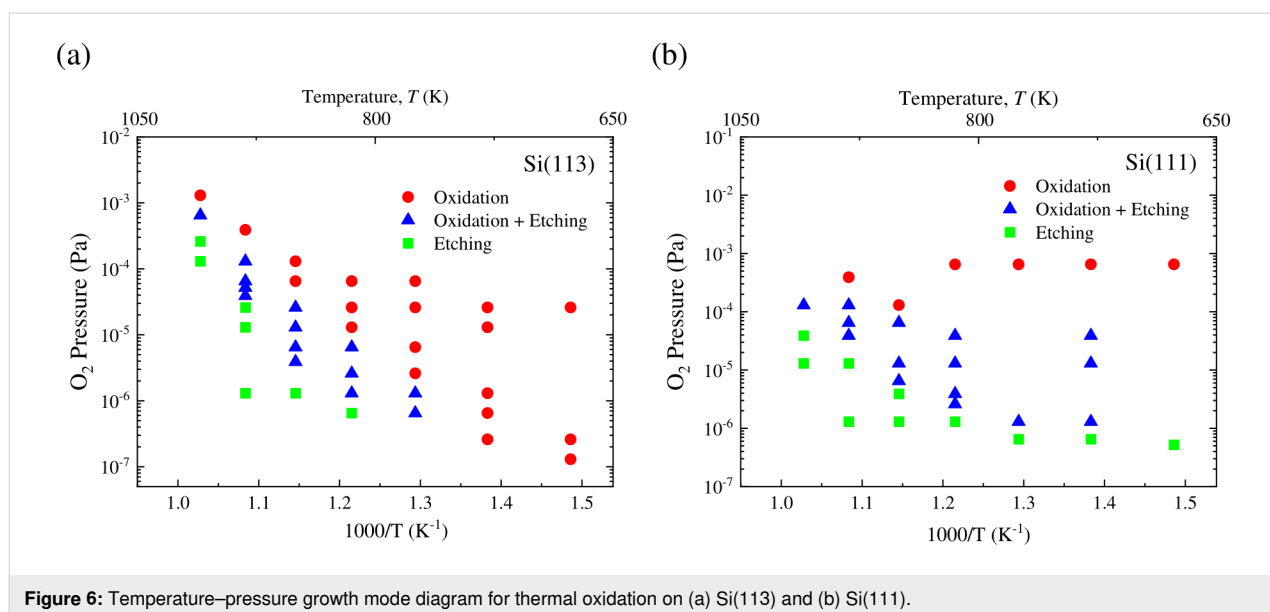 (a)
Temperature, T (K)
1050 800 650
10⁻²
10⁻³
10⁻⁴
10⁻⁵
10⁻⁶
10⁻⁷
O₂ Pressure (Pa)
Si(113)
Oxidation
Oxidation + Etching
Etching
1.0 1.1 1.2 1.3 1.4 1.5
1000/T (K⁻¹)
(b)
Temperature, T (K)
1050 800 650
10⁻¹
10⁻²
10⁻³
10⁻⁴
10⁻⁵
10⁻⁶
10⁻⁷
O₂ Pressure (Pa)
Si(111)
Oxidation
Oxidation + Etching
Etching
1.0 1.1 1.2 1.3 1.4 1.5
1000/T (K⁻¹)
Figure 6: Temperature–pressure growth mode diagram for thermal oxidation on (a) Si(113) and (b) Si(111).